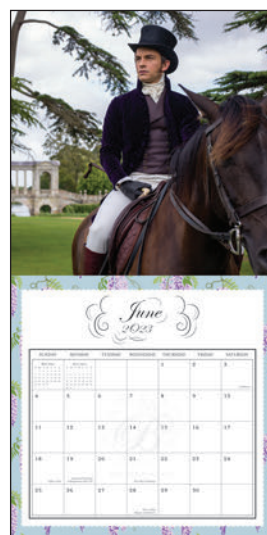 June
2023
SUNDAY MONDAY TUESDAY WEDNESDAY THURSDAY FRIDAY SATURDAY
1 2 3
4 5 6 7 8 9 10
11 12 13 14 15 16 17
18 19 20 21 22 23 24
25 26 27 28 29 30